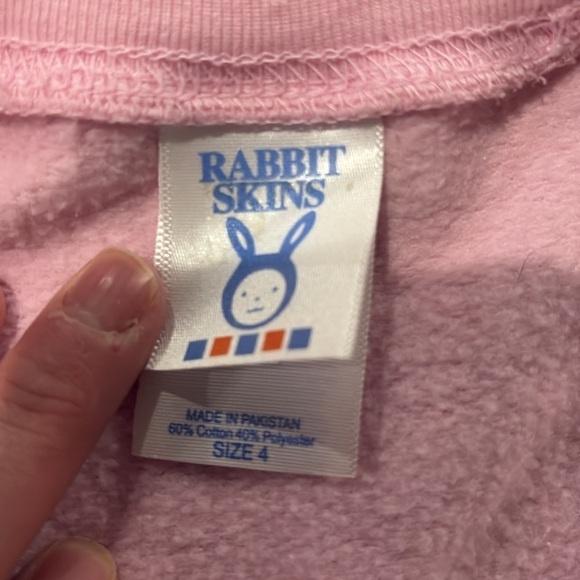 RABBIT
SKINS
MADE IN PAKISTAN
60% Cotton 40% Polyester
SIZE 4